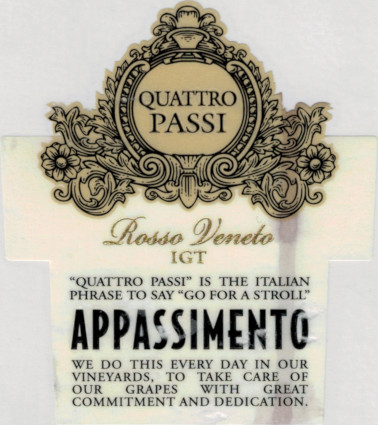 QUATTRO
PASSI
Rosso Veneto
IGT
"QUATTRO PASSI" IS THE ITALIAN
PHRASE TO SAY "GO FOR A STROLL"
APPASSIMENTO
WE DO THIS EVERY DAY IN OUR
VINEYARDS, TO TAKE CARE OF
OUR GRAPES WITH GREAT
COMMITMENT AND DEDICATION.